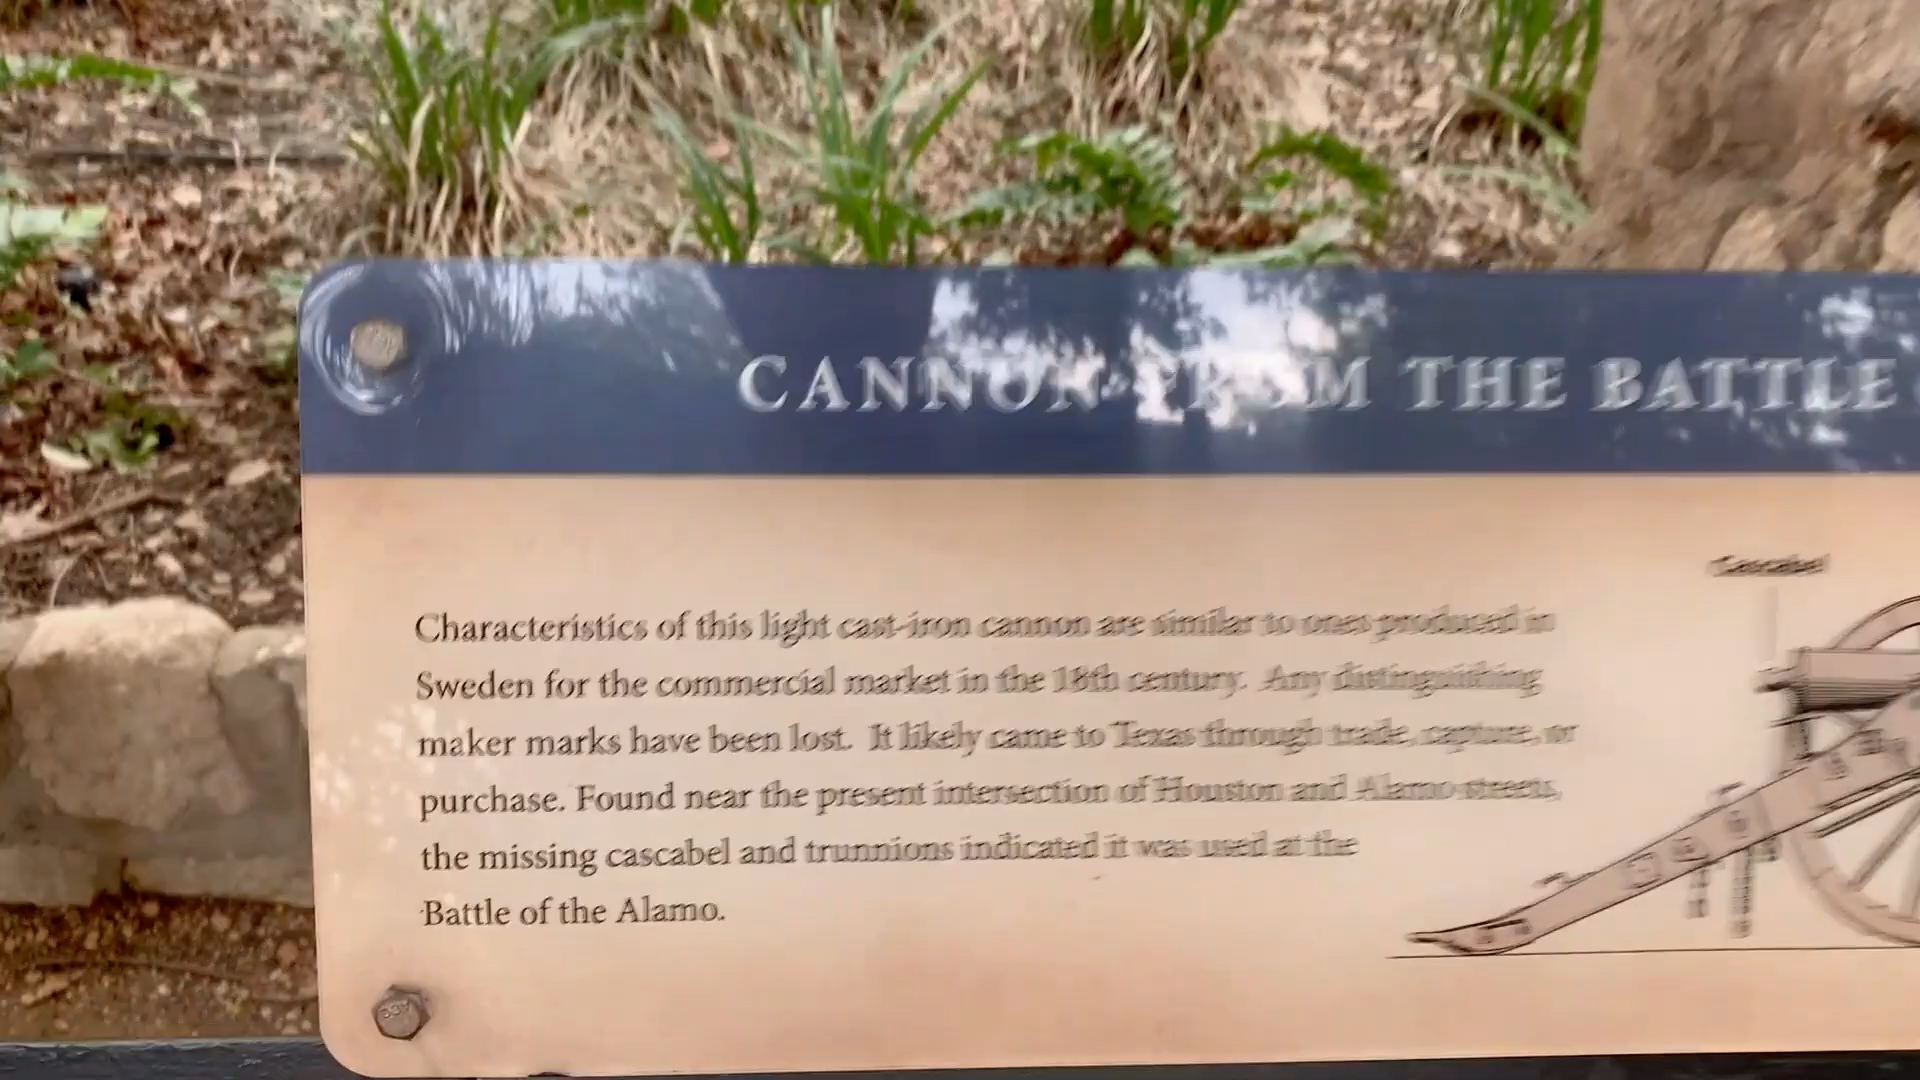 CANNON FROM THE BATTLE
Cascabel
Characteristics of this light cast-iron cannon are similar to ones produced in
Sweden for the commercial market in the 18th century. Any distinguishing
maker marks have been lost. It likely came to Texas through trade, capture, or
purchase. Found near the present intersection of Houston and Alamo streets,
the missing cascabel and trunnions indicated it was used at the
Battle of the Alamo.